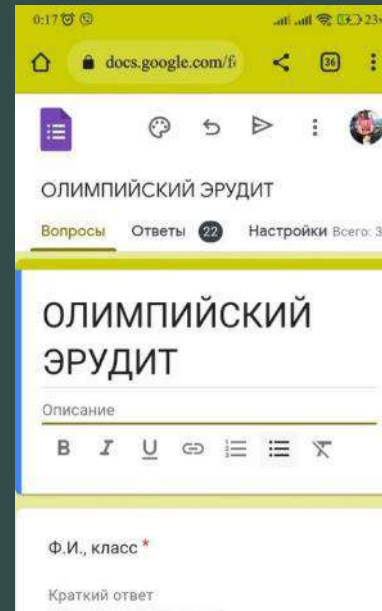 0:17
docs.google.com/f
36
ОЛИМПИЙСКИЙ ЭРУДИТ
Вопросы Ответы 22 Настройки Всего: 3
ОЛИМПИЙСКИЙ
ЭРУДИТ
Описание
B I U
Ф.И., класс *
Краткий ответ